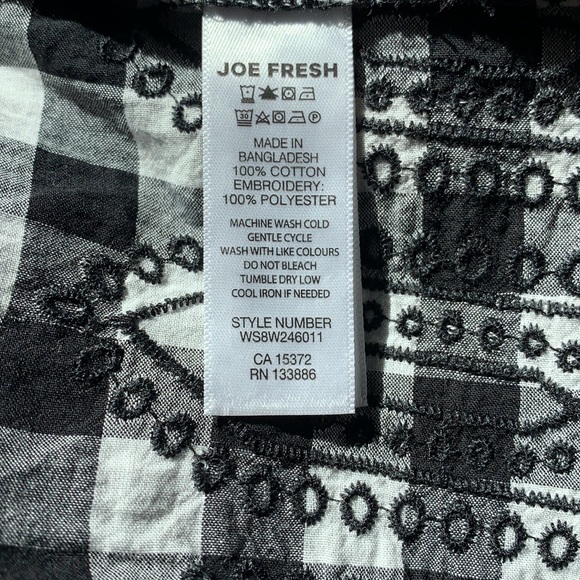 JOE FRESH
30 P
MADE IN
BANGLADESH
100% COTTON
EMBROIDERY:
100% POLYESTER
MACHINE WASH COLD
GENTLE CYCLE
WASH WITH LIKE COLOURS
DO NOT BLEACH
TUMBLE DRY LOW
COOL IRON IF NEEDED
STYLE NUMBER
WS8W246011
CA 15372
RN 133886